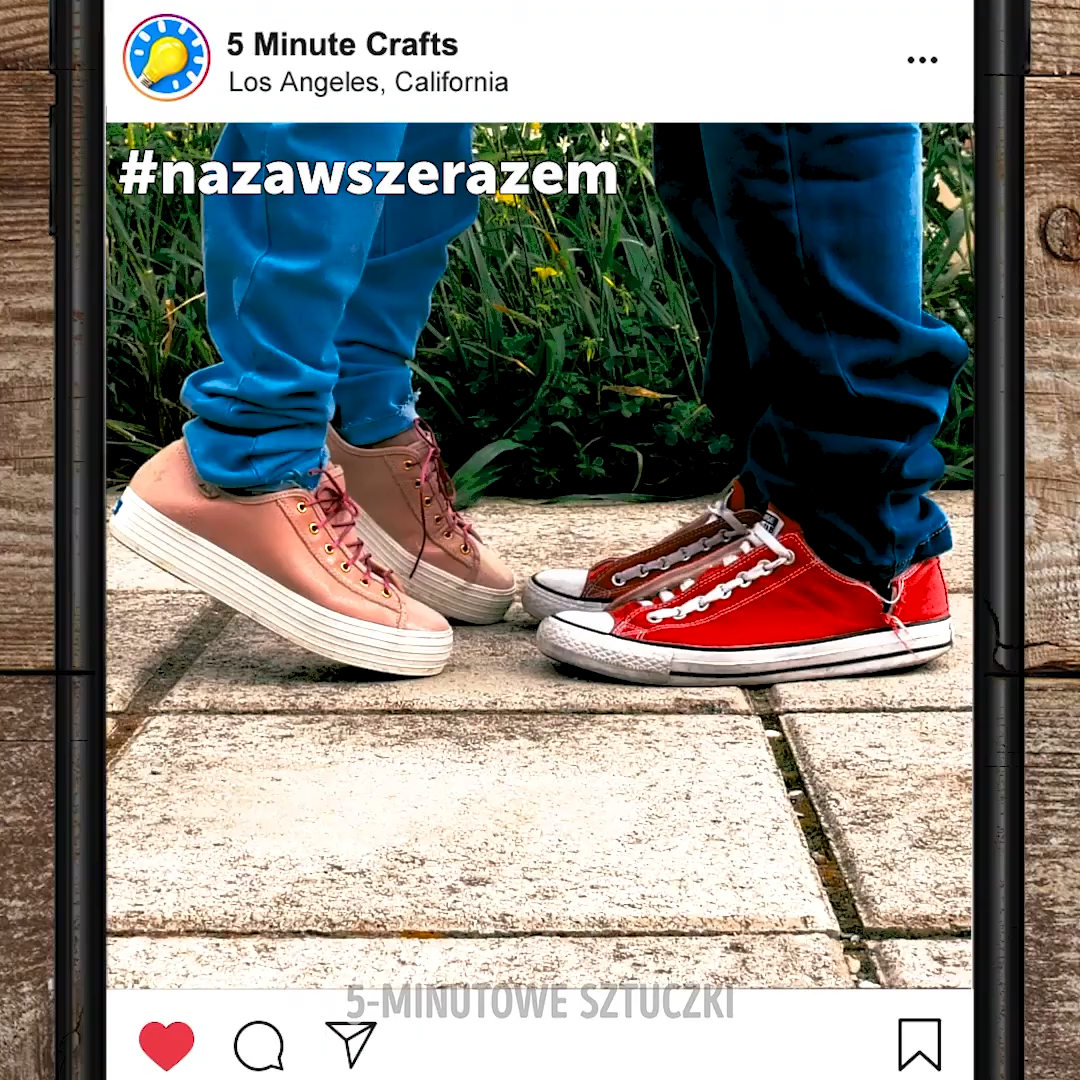 5 Minute Crafts
Los Angeles, California
#nazawszerazem
5-MINUTOWE SZTUCZKI